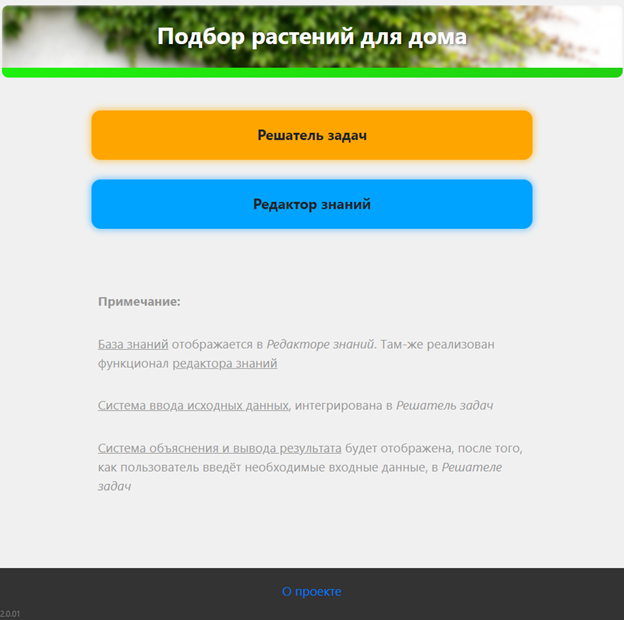 Подбор растений для дома
Решатель задач
Редактор знаний
Примечание:
База знаний отображается в Редакторе знаний. Там-же реализован
функционал редактора знаний
Система ввода исходных данных, интегрирована в Решатель задач
Система объяснения и вывода результата будет отображена, после того,
как пользователь введёт необходимые входные данные, в Решателе
задач
О проекте
2.0.01